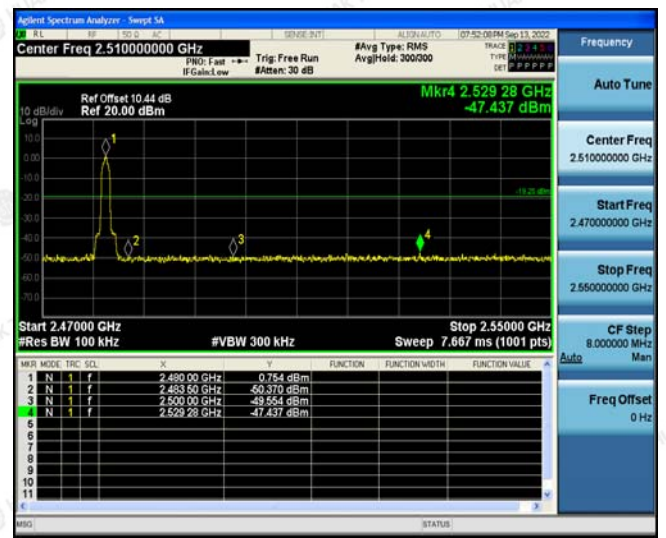 Agilent Spectrum Analyzer - Swept SA
RL RF 50 Ω AC SENSE:INT ALIGNAUTO 07:52:08 PM Sep 13, 2022
Center Freq 2.510000000 GHz
PNO: Fast Trig: Free Run
IFGain:Low #Atten: 30 dB
#Avg Type: RMS
Avg|Hold: 300/300
TRACE 1 2 3 4 5 6
TYPE
DET P P P P P P
Frequency
Auto Tune
Center Freq
2.510000000 GHz
Start Freq
2.470000000 GHz
Stop Freq
2.550000000 GHz
CF Step
8.000000 MHz
Auto Man
Freq Offset
0 Hz
Mkr4 2.529 28 GHz
-47.437 dBm
Ref Offset 10.44 dB
10 dB/div Ref 20.00 dBm
Log
10.0
0.00
-10.0
-20.0
-30.0
-40.0
-50.0
-60.0
-70.0
1
2
3
4
-19.25 dBm
Start 2.47000 GHz Stop 2.55000 GHz
#Res BW 100 kHz #VBW 300 kHz Sweep 7.667 ms (1001 pts)
MKR MODE TRC SCL X Y FUNCTION FUNCTION WIDTH FUNCTION VALUE
1 N 1 f 2.480 00 GHz 0.754 dBm
2 N 1 f 2.483 50 GHz -50.370 dBm
3 N 1 f 2.500 00 GHz -49.554 dBm
4 N 1 f 2.529 28 GHz -47.437 dBm
5
6
7
8
9
10
11
MSG STATUS